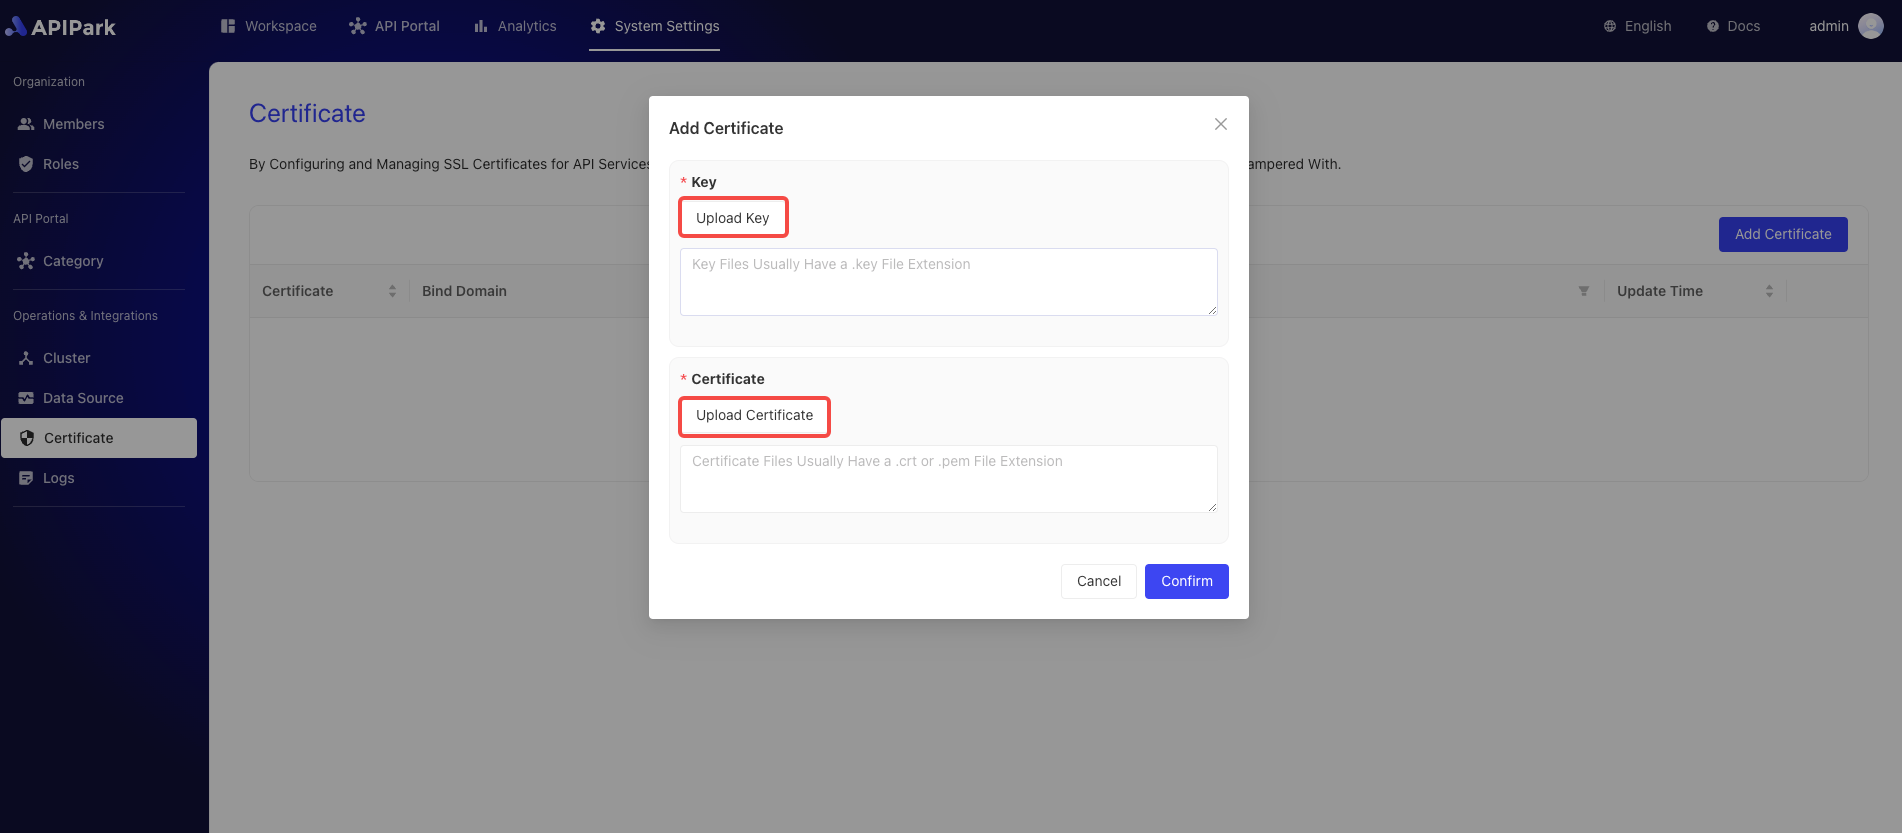 APIPark
Workspace
API Portal
Analytics
System Settings
English
Docs
admin
Organization
Members
Roles
API Portal
Category
Operations & Integrations
Cluster
Data Source
Certificate
Logs
Certificate
By Configuring and Managing SSL Certificates for API Services
ampered With.
Add Certificate
Certificate
Bind Domain
Update Time
Add Certificate
* Key
Upload Key
Key Files Usually Have a .key File Extension
* Certificate
Upload Certificate
Certificate Files Usually Have a .crt or .pem File Extension
Cancel
Confirm